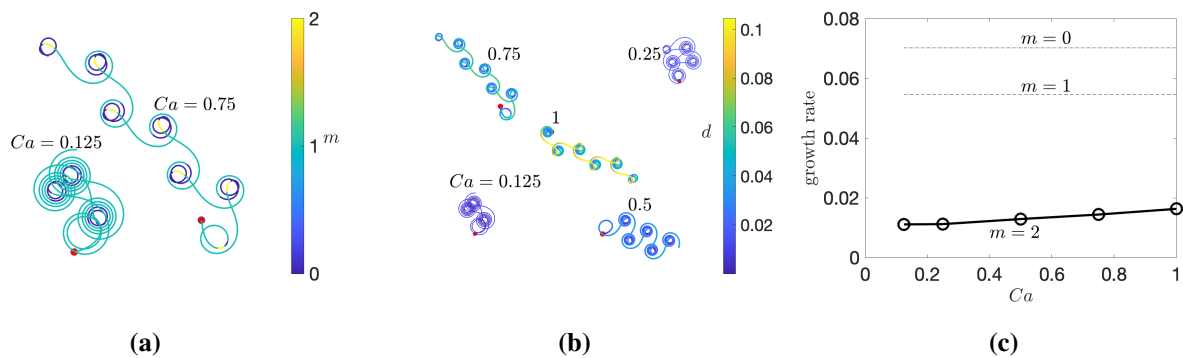 2
1
0
m
Ca = 0.75
Ca = 0.125
(a)
0.75
0.25
1
Ca = 0.125
0.5
d
0.1
0.08
0.06
0.04
0.02
(b)
growth rate
0.08
0.06
0.04
0.02
0
m = 0
m = 1
m = 2
0 0.2 0.4 0.6 0.8 1
Ca
(c)